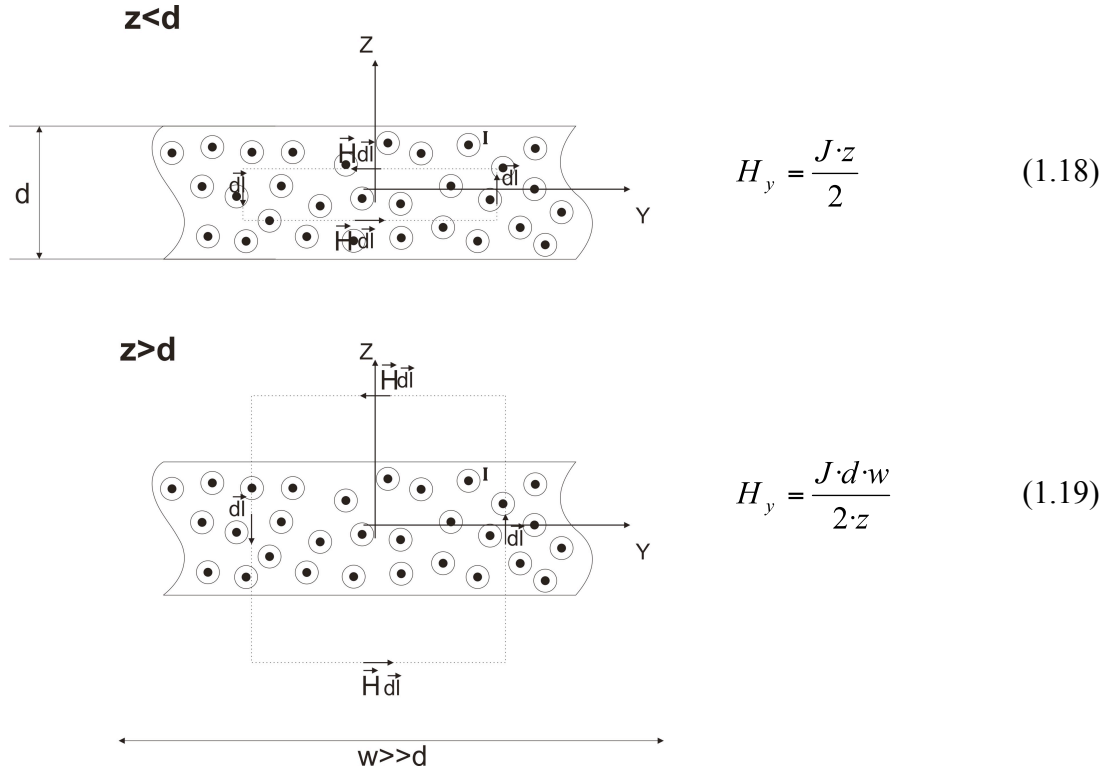 z<d
Z
I
H⃗ dl⃗
dl⃗
dl⃗
d
Y
H⃗ dl⃗
H_y = J·z / 2 (1.18)
z>d
Z
H⃗ dl⃗
I
dl⃗
dl⃗
Y
H⃗ dl⃗
w>>d
H_y = J·d·w / 2·z (1.19)